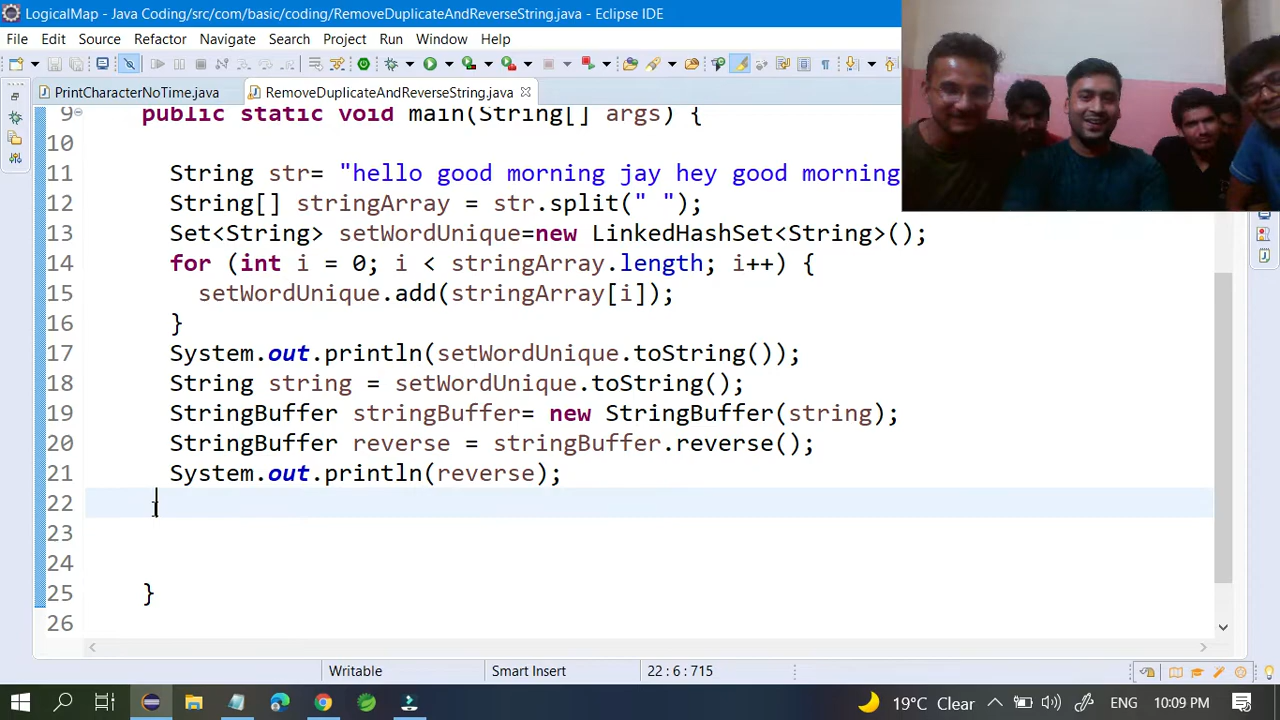 LogicalMap - Java Coding/src/com/basic/coding/RemoveDuplicateAndReverseString.java - Eclipse IDE
File Edit Source Refactor Navigate Search Project Run Window Help
PrintCharacterNoTime.java RemoveDuplicateAndReverseString.java
9 public static void main(String[] args) {
10
11 String str= "hello good morning jay hey good morning
12 String[] stringArray = str.split(" ");
13 Set<String> setWordUnique=new LinkedHashSet<String>();
14 for (int i = 0; i < stringArray.length; i++) {
15 setWordUnique.add(stringArray[i]);
16 }
17 System.out.println(setWordUnique.toString());
18 String string = setWordUnique.toString();
19 StringBuffer stringBuffer= new StringBuffer(string);
20 StringBuffer reverse = stringBuffer.reverse();
21 System.out.println(reverse);
22
23
24
25 }
26
Writable Smart Insert 22 : 6 : 715
19°C Clear ENG 10:09 PM